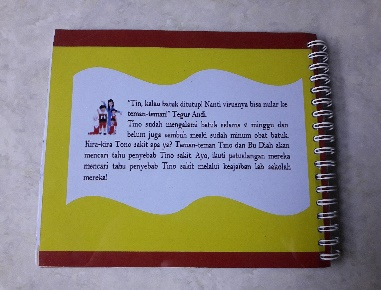 "Tin, kalau batuk ditutup! Nanti virusnya bisa nular ke
teman-teman!" Tegur Andi.
Tino sudah mengalami batuk selama 2 minggu dan
belum juga sembuh meski sudah minum obat batuk.
Kira-kira Tono sakit apa ya? Teman-teman Tino dan Bu Diah akan
mencari tahu penyebab Tino sakit. Ayo, ikuti petualangan mereka
mencari tahu penyebab Tino sakit melalui keajaiban lab sekolah
mereka!